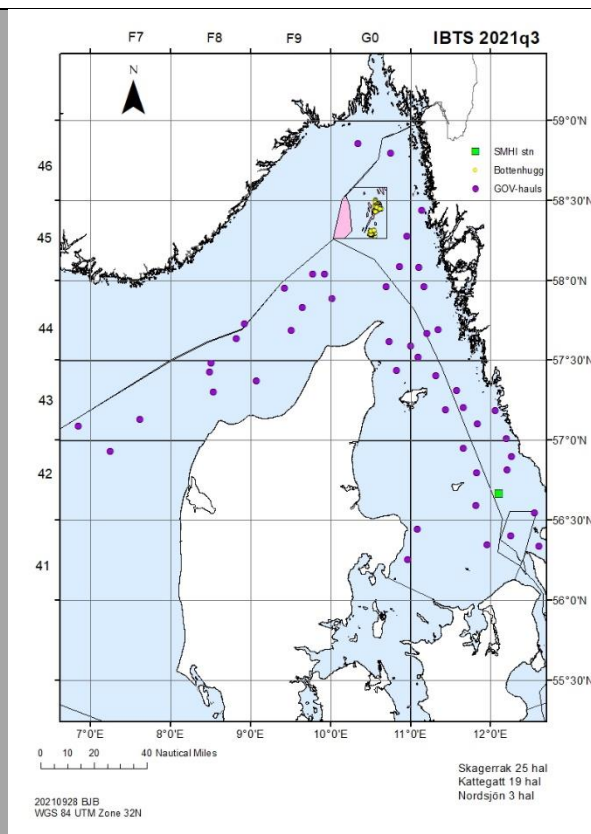 F7 F8 F9 G0 IBTS 2021q3
N
59°0'N
46
SMHI stn
Bottenhugg
GOV-hauls
58°30'N
45
58°0'N
44
57°30'N
43
57°0'N
42
56°30'N
41
56°0'N
55°30'N
7°0'E 8°0'E 9°0'E 10°0'E 11°0'E 12°0'E
0 10 20 40 Nautical Miles
Skagerrak 25 hal
Kattegatt 19 hal
Nordsjön 3 hal
20210928 BJB
WGS 84 UTM Zone 32N